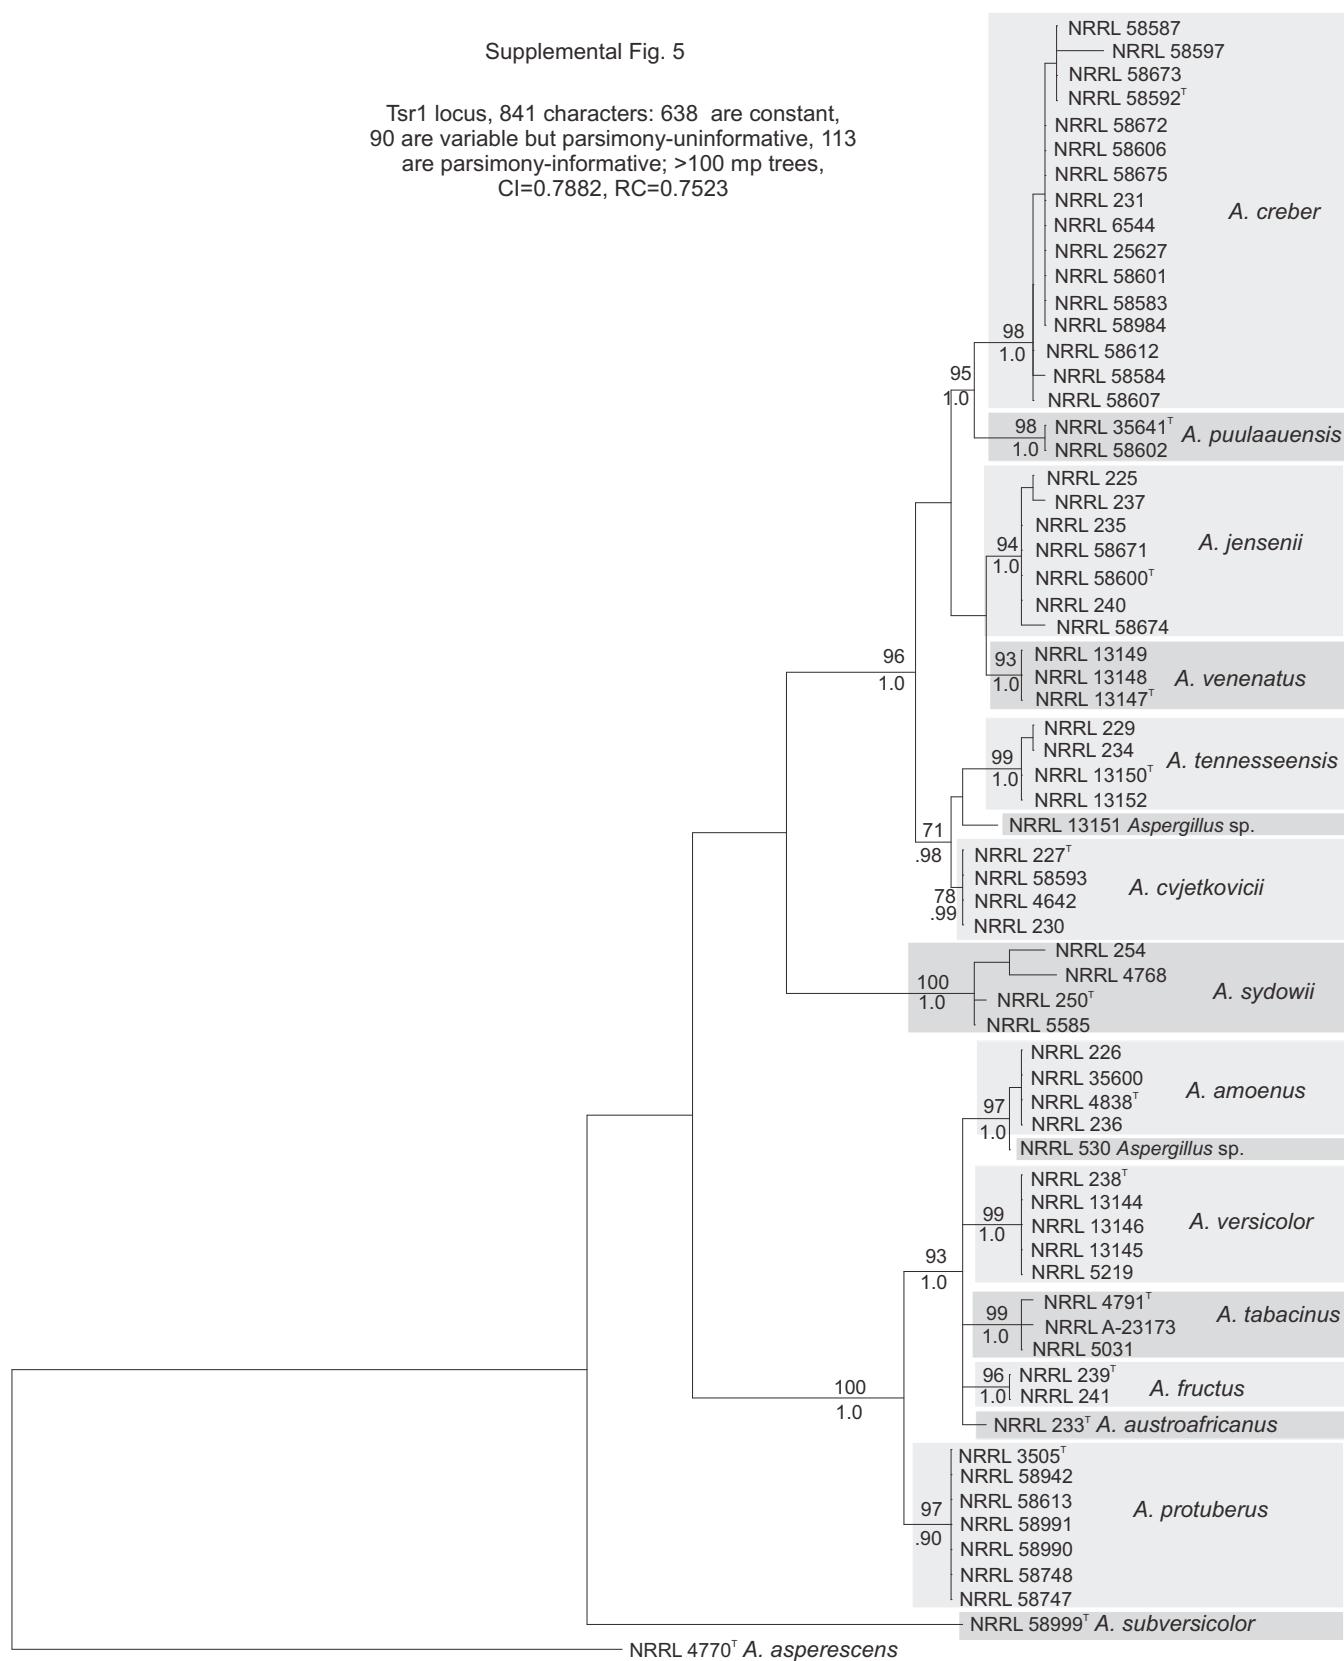 Supplemental Fig. 5
Tsr1 locus, 841 characters: 638 are constant,
90 are variable but parsimony-uninformative, 113
are parsimony-informative; >100 mp trees,
CI=0.7882, RC=0.7523
NRRL 58587
NRRL 58597
NRRL 58673
NRRL 58592ᵀ
NRRL 58672
NRRL 58606
NRRL 58675
NRRL 231
A. creber
NRRL 6544
NRRL 25627
NRRL 58601
NRRL 58583
NRRL 58984
98
1.0
NRRL 58612
NRRL 58584
NRRL 58607
95
1.0
98
1.0
NRRL 35641ᵀ
NRRL 58602
A. puulaauensis
NRRL 225
NRRL 237
NRRL 235
NRRL 58671
NRRL 58600ᵀ
NRRL 240
NRRL 58674
A. jensenii
94
1.0
96
1.0
93
1.0
NRRL 13149
NRRL 13148
NRRL 13147ᵀ
A. venenatus
NRRL 229
NRRL 234
NRRL 13150ᵀ
NRRL 13152
A. tennesseensis
99
1.0
NRRL 13151 Aspergillus sp.
71
.98
NRRL 227ᵀ
NRRL 58593
NRRL 4642
NRRL 230
A. cvjetkovicii
78
.99
NRRL 254
NRRL 4768
NRRL 250ᵀ
NRRL 5585
A. sydowii
100
1.0
NRRL 226
NRRL 35600
NRRL 4838ᵀ
NRRL 236
A. amoenus
97
1.0
NRRL 530 Aspergillus sp.
NRRL 238ᵀ
NRRL 13144
NRRL 13146
NRRL 13145
NRRL 5219
A. versicolor
99
1.0
93
1.0
NRRL 4791ᵀ
NRRL A-23173
NRRL 5031
A. tabacinus
99
1.0
96
1.0
NRRL 239ᵀ
NRRL 241
A. fructus
100
1.0
NRRL 233ᵀ A. austroafricanus
NRRL 3505ᵀ
NRRL 58942
NRRL 58613
NRRL 58991
NRRL 58990
NRRL 58748
NRRL 58747
A. protuberus
97
.90
NRRL 58999ᵀ A. subversicolor
NRRL 4770ᵀ A. asperescens